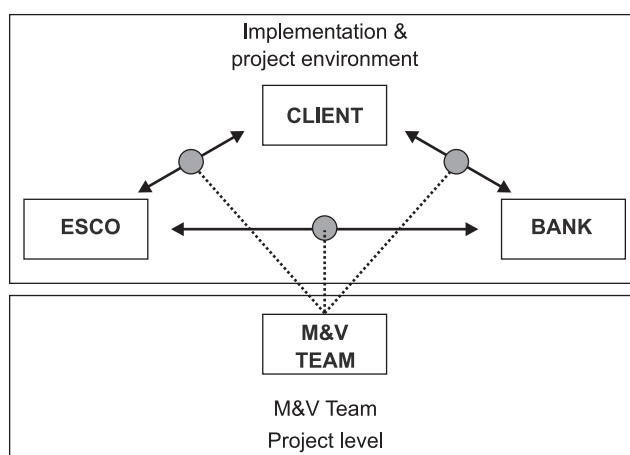 Implementation &
project environment
CLIENT
ESCO
BANK
M&V
TEAM
M&V Team
Project level